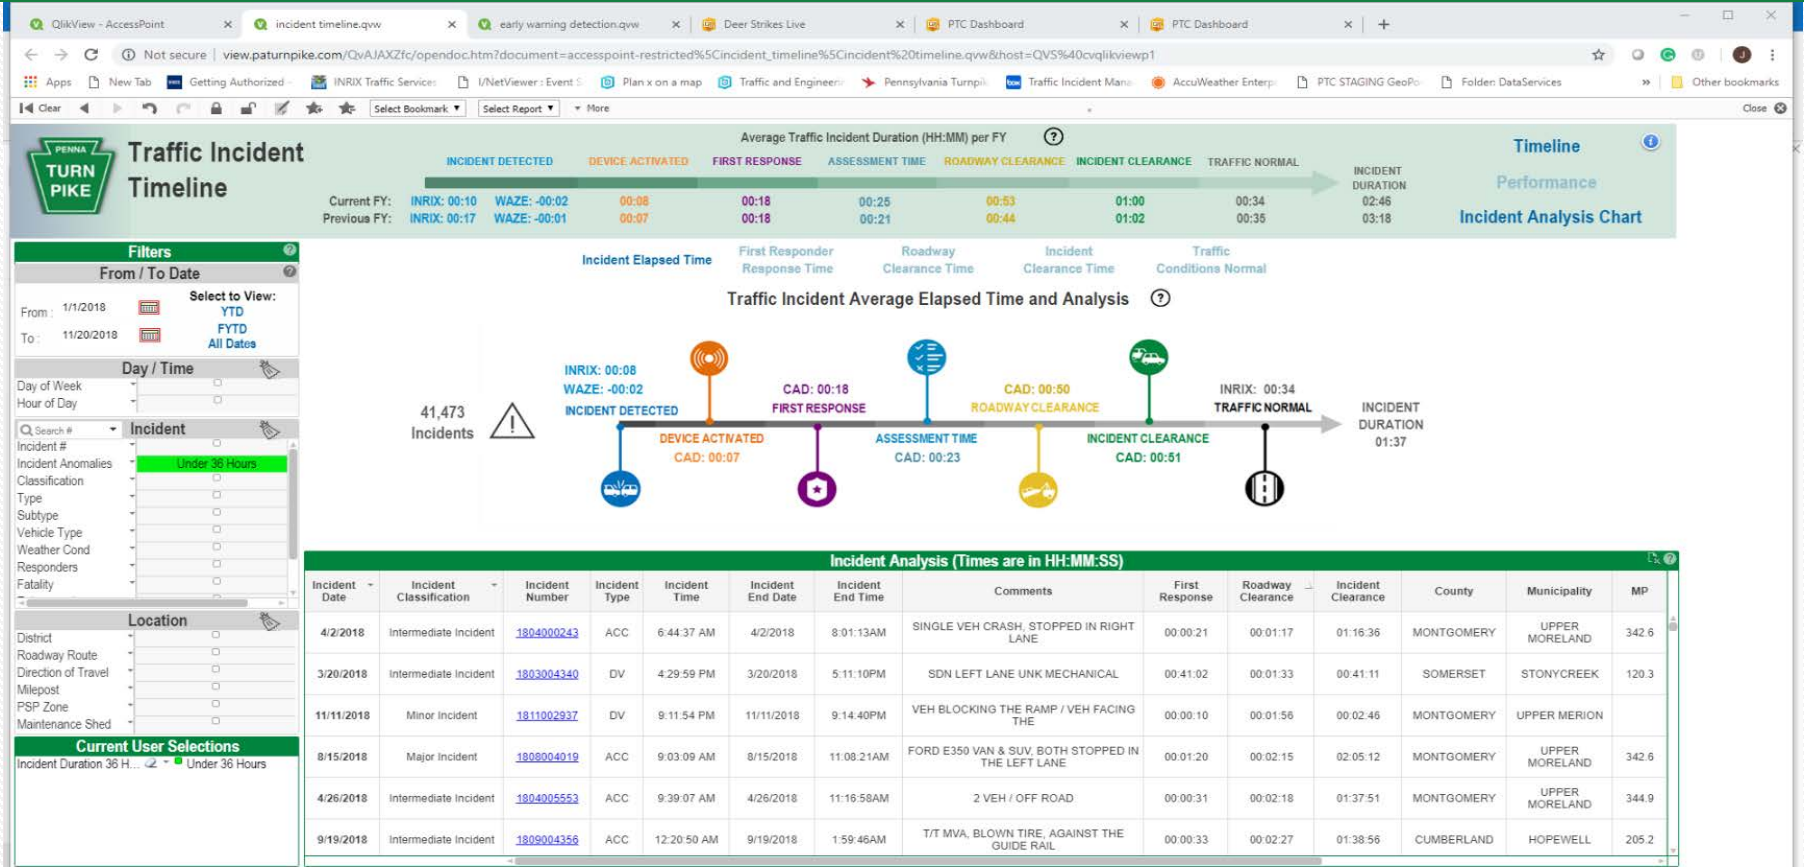 QlikView - AccessPoint
incident timeline.qvw
early warning detection.qvw
Deer Strikes Live
PTC Dashboard
PTC Dashboard
Not secure | view.paturnpike.com/QvAJAXZfc/opendoc.htm?document=accesspoint-restricted%5Cincident_timeline%5Cincident%20timeline.qvw&host=QVS%40cvqlikviewp1
Apps
New Tab
Getting Authorized -
INRIX Traffic Services
I/NetViewer : Event S
Plan x on a map
Traffic and Engineeri
Pennsylvania Turnpik
Traffic Incident Mana
AccuWeather Enterp
PTC STAGING GeoPo
Folder: DataServices
»
Other bookmarks
Clear
Select Bookmark ▼
Select Report ▼
More
Close
PENNA
TURN
PIKE
Traffic Incident
Timeline
Average Traffic Incident Duration (HH:MM) per FY ?
INCIDENT DETECTED DEVICE ACTIVATED FIRST RESPONSE ASSESSMENT TIME ROADWAY CLEARANCE INCIDENT CLEARANCE TRAFFIC NORMAL
INCIDENT
DURATION
Current FY: INRIX: 00:10 WAZE: -00:02 00:08 00:18 00:25 00:53 01:00 00:34 02:46
Previous FY: INRIX: 00:17 WAZE: -00:01 00:07 00:18 00:21 00:44 01:02 00:35 03:18
Timeline
Performance
Incident Analysis Chart
Filters
From / To Date
From : 1/1/2018
To : 11/20/2018
Select to View:
YTD
FYTD
All Dates
Day / Time
Day of Week
Hour of Day
Search #
Incident
Incident #
Incident Anomalies Under 36 Hours
Classification
Type
Subtype
Vehicle Type
Weather Cond
Responders
Fatality
Location
District
Roadway Route
Direction of Travel
Milepost
PSP Zone
Maintenance Shed
Current User Selections
Incident Duration 36 H... Under 36 Hours
Incident Elapsed Time
First Responder
Response Time
Roadway
Clearance Time
Incident
Clearance Time
Traffic
Conditions Normal
Traffic Incident Average Elapsed Time and Analysis ?
41,473
Incidents
INRIX: 00:08
WAZE: -00:02
INCIDENT DETECTED
DEVICE ACTIVATED
CAD: 00:07
CAD: 00:18
FIRST RESPONSE
ASSESSMENT TIME
CAD: 00:23
CAD: 00:50
ROADWAY CLEARANCE
INCIDENT CLEARANCE
CAD: 00:51
INRIX: 00:34
TRAFFIC NORMAL
INCIDENT
DURATION
01:37
Incident Analysis (Times are in HH:MM:SS)
Incident Date Incident Classification Incident Number Incident Type Incident Time Incident End Date Incident End Time Comments First Response Roadway Clearance Incident Clearance County Municipality MP
4/2/2018 Intermediate Incident 1804000243 ACC 6:44:37 AM 4/2/2018 8:01:13AM SINGLE VEH CRASH, STOPPED IN RIGHT LANE 00:00:21 00:01:17 01:16:36 MONTGOMERY UPPER MORELAND 342.6
3/20/2018 Intermediate Incident 1803004340 DV 4:29:59 PM 3/20/2018 5:11:10PM SDN LEFT LANE UNK MECHANICAL 00:41:02 00:01:33 00:41:11 SOMERSET STONYCREEK 120.3
11/11/2018 Minor Incident 1811002937 DV 9:11:54 PM 11/11/2018 9:14:40PM VEH BLOCKING THE RAMP / VEH FACING THE 00:00:10 00:01:56 00:02:46 MONTGOMERY UPPER MERION
8/15/2018 Major Incident 1808004019 ACC 9:03:09 AM 8/15/2018 11:08:21AM FORD E350 VAN & SUV, BOTH STOPPED IN THE LEFT LANE 00:01:20 00:02:15 02:05:12 MONTGOMERY UPPER MORELAND 342.6
4/26/2018 Intermediate Incident 1804005553 ACC 9:39:07 AM 4/26/2018 11:16:58AM 2 VEH / OFF ROAD 00:00:31 00:02:18 01:37:51 MONTGOMERY UPPER MORELAND 344.9
9/19/2018 Intermediate Incident 1809004356 ACC 12:20:50 AM 9/19/2018 1:59:46AM T/T MVA, BLOWN TIRE, AGAINST THE GUIDE RAIL 00:00:33 00:02:27 01:38:56 CUMBERLAND HOPEWELL 205.2